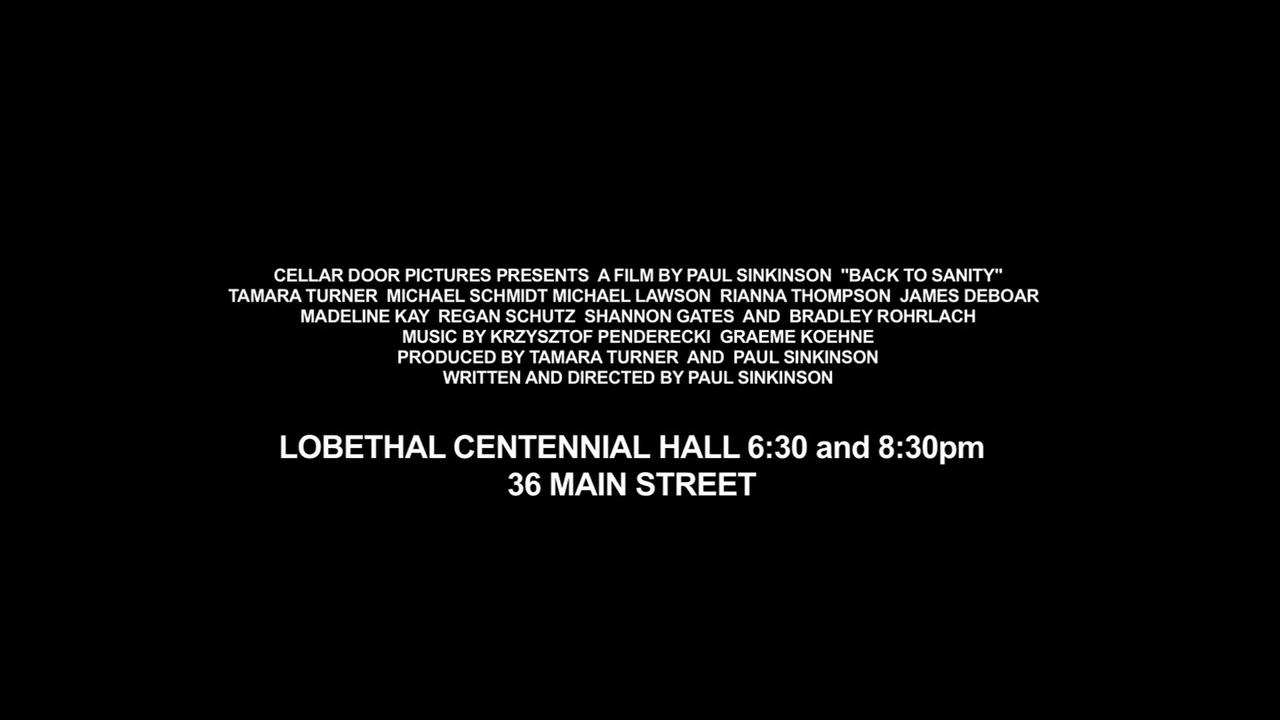 CELLAR DOOR PICTURES PRESENTS  A FILM BY PAUL SINKINSON  "BACK TO SANITY"
TAMARA TURNER  MICHAEL SCHMIDT MICHAEL LAWSON  RIANNA THOMPSON  JAMES DEBOAR
MADELINE KAY  REGAN SCHUTZ  SHANNON GATES  AND  BRADLEY ROHRLACH
MUSIC BY KRZYSZTOF PENDERECKI  GRAEME KOEHNE
PRODUCED BY TAMARA TURNER  AND  PAUL SINKINSON
WRITTEN AND DIRECTED BY PAUL SINKINSON
LOBETHAL CENTENNIAL HALL 6:30 and 8:30pm
36 MAIN STREET